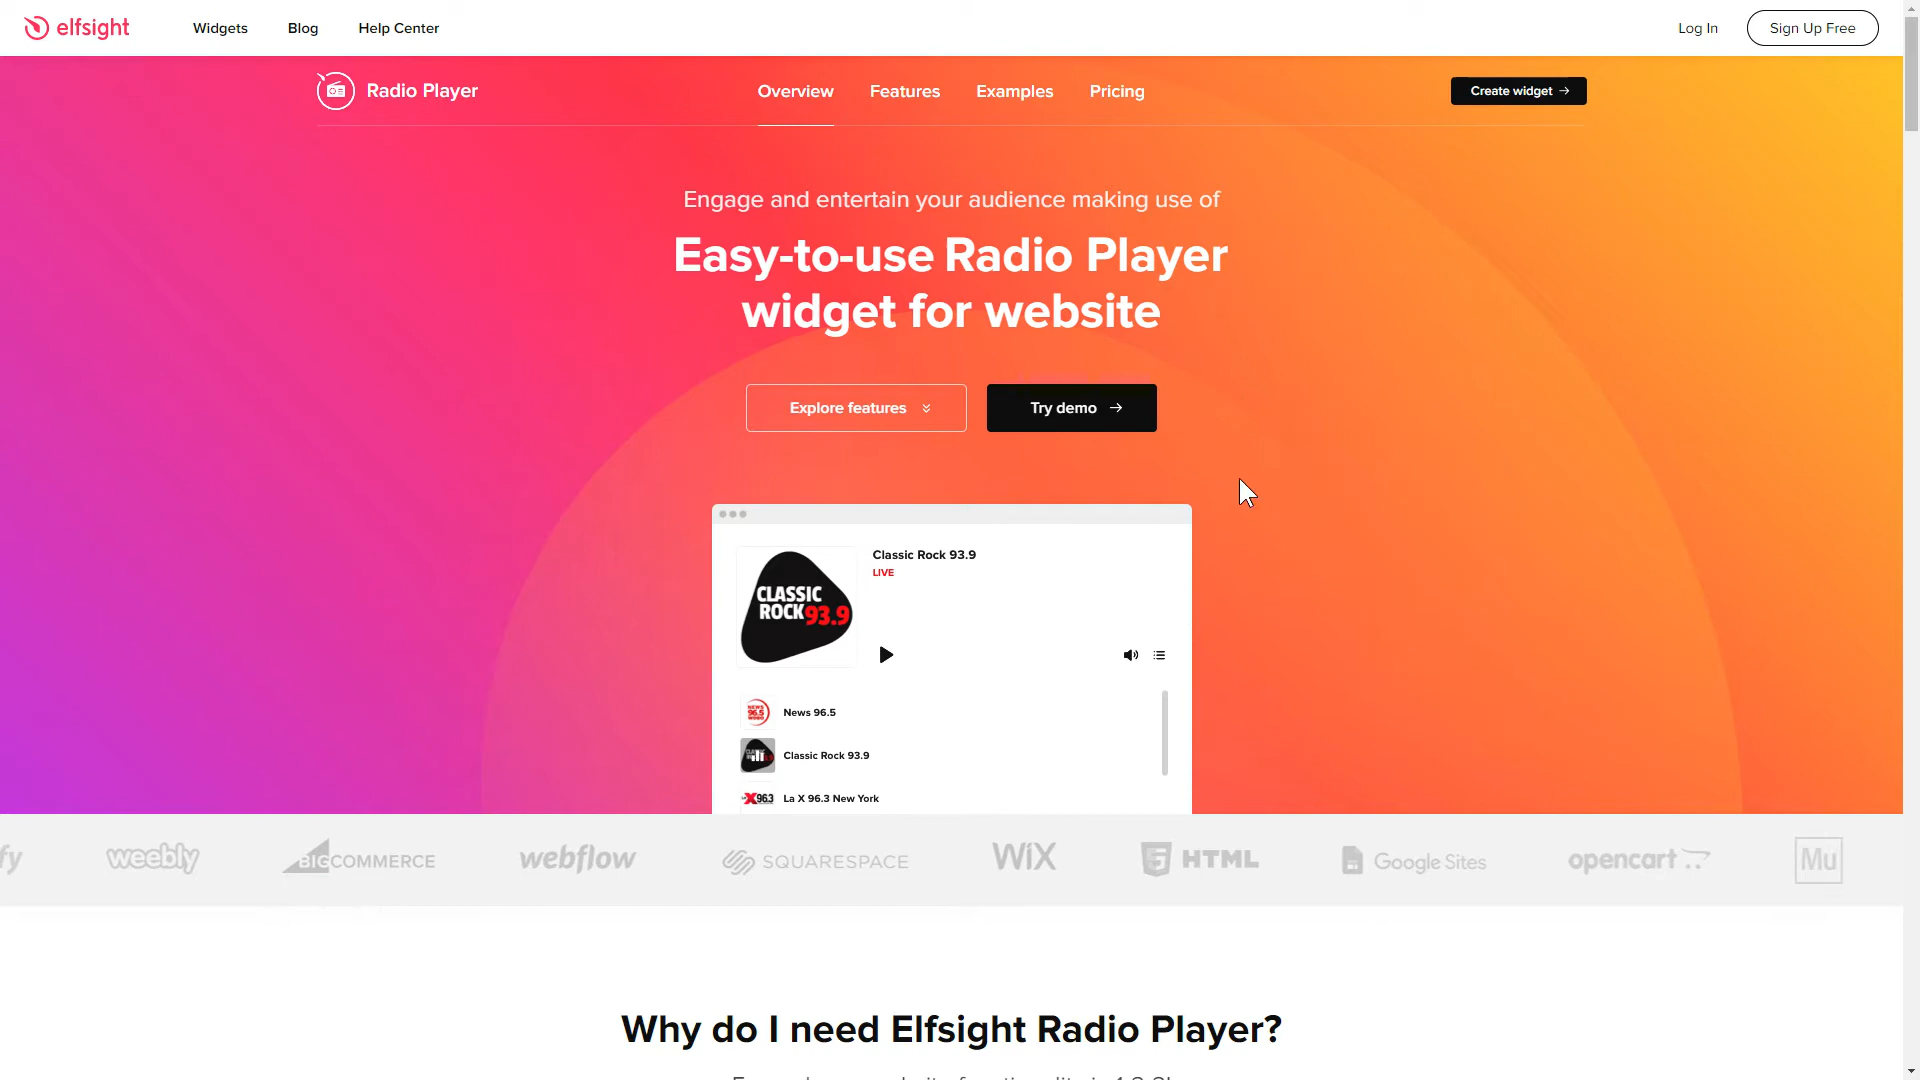 elfsight
Widgets
Blog
Help Center
Log In
Sign Up Free
Radio Player
Overview
Features
Examples
Pricing
Create widget
Engage and entertain your audience making use of
Easy-to-use Radio Player
widget for website
Explore features
Try demo
CLASSIC
ROCK 93.9
Classic Rock 93.9
LIVE
News 96.5
Classic Rock 93.9
X96.3
La X 96.3 New York
fy
weebly
BIGCOMMERCE
webflow
SQUARESPACE
WiX
HTML
Google Sites
opencart
Mu
Why do I need Elfsight Radio Player?